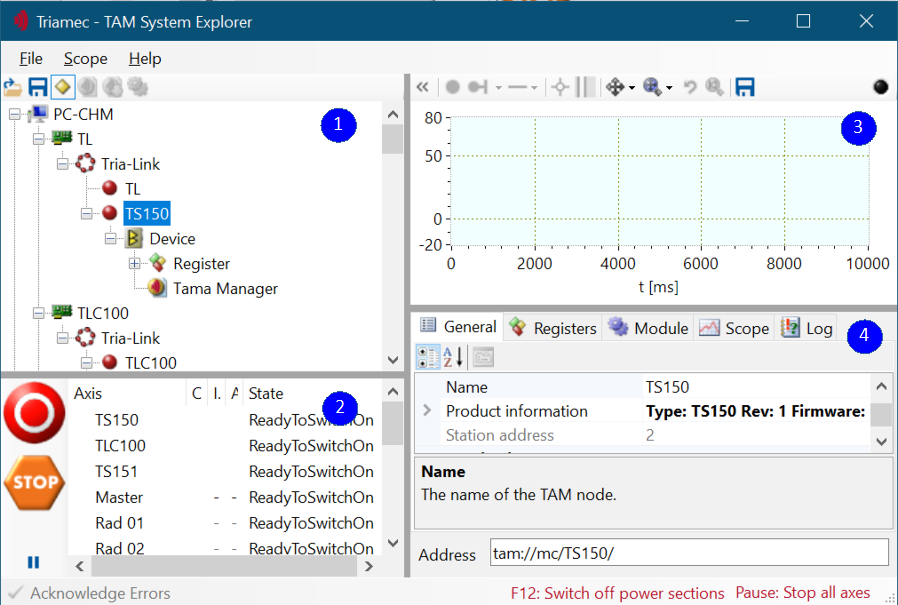 Triamec - TAM System Explorer
File Scope Help
PC-CHM
TL
Tria-Link
TL
TS150
Device
Register
Tama Manager
TLC100
Tria-Link
TLC100
1
Axis C I. A State
2
TS150 ReadyToSwitchOn
TLC100 ReadyToSwitchOn
TS151 ReadyToSwitchOn
Master - - ReadyToSwitchOn
Rad 01 - - ReadyToSwitchOn
Rad 02 - - ReadyToSwitchOn
STOP
3
80
50
0
-20
0 2000 4000 6000 8000 10000
t [ms]
General Registers Module Scope Log
4
A
Z
Name TS150
Product information Type: TS150 Rev: 1 Firmware:
Station address 2
Name
The name of the TAM node.
Address tam://mc/TS150/
Acknowledge Errors F12: Switch off power sections Pause: Stop all axes